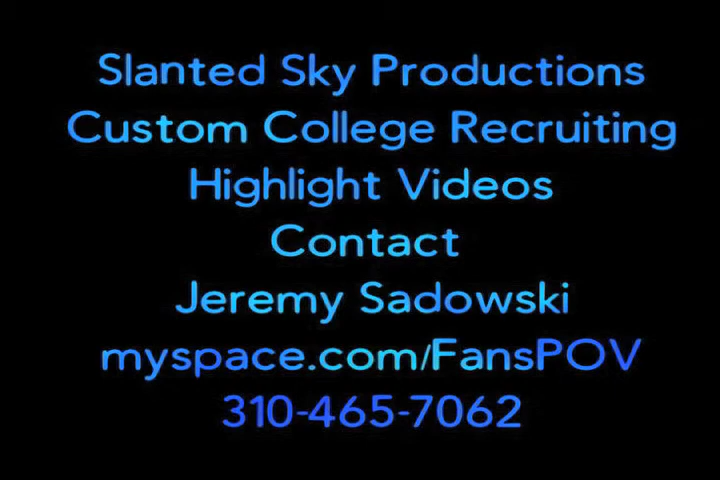 Slanted Sky Productions
Custom College Recruiting
Highlight Videos
Contact
Jeremy Sadowski
myspace.com/FansPOV
310-465-7062